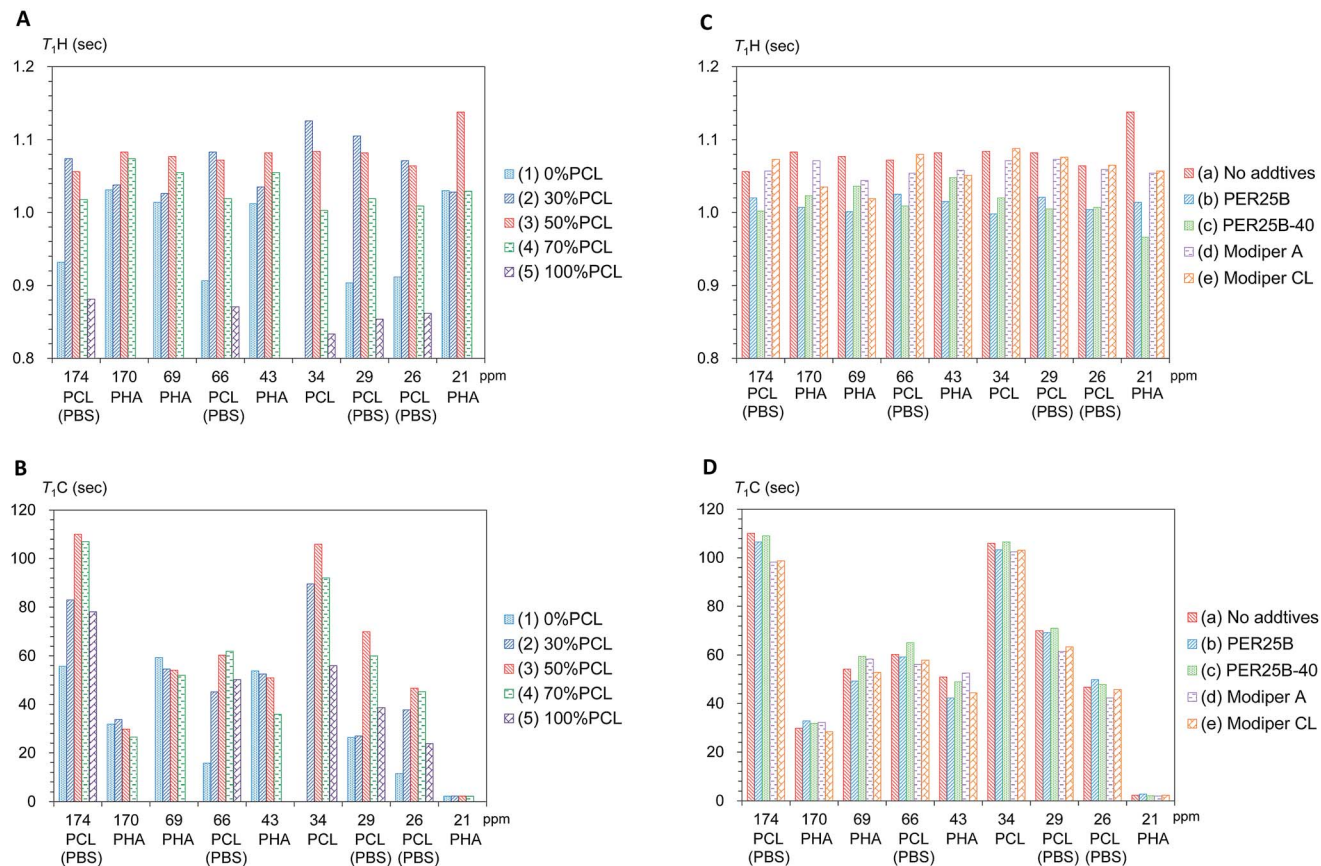 A
T₁H (sec)
1.2
1.1
1.0
0.9
0.8
174 170 69 66 43 34 29 26 21 ppm
PCL PHA PHA PCL PHA PCL PCL PCL PHA
(PBS) (PBS) (PBS) (PBS)
(1) 0%PCL
(2) 30%PCL
(3) 50%PCL
(4) 70%PCL
(5) 100%PCL
C
T₁H (sec)
1.2
1.1
1.0
0.9
0.8
174 170 69 66 43 34 29 26 21 ppm
PCL PHA PHA PCL PHA PCL PCL PCL PHA
(PBS) (PBS) (PBS) (PBS)
(a) No addtives
(b) PER25B
(c) PER25B-40
(d) Modiper A
(e) Modiper CL
B
T₁C (sec)
120
100
80
60
40
20
0
174 170 69 66 43 34 29 26 21 ppm
PCL PHA PHA PCL PHA PCL PCL PCL PHA
(PBS) (PBS) (PBS) (PBS)
(1) 0%PCL
(2) 30%PCL
(3) 50%PCL
(4) 70%PCL
(5) 100%PCL
D
T₁C (sec)
120
100
80
60
40
20
0
174 170 69 66 43 34 29 26 21 ppm
PCL PHA PHA PCL PHA PCL PCL PCL PHA
(PBS) (PBS) (PBS) (PBS)
(a) No addtives
(b) PER25B
(c) PER25B-40
(d) Modiper A
(e) Modiper CL